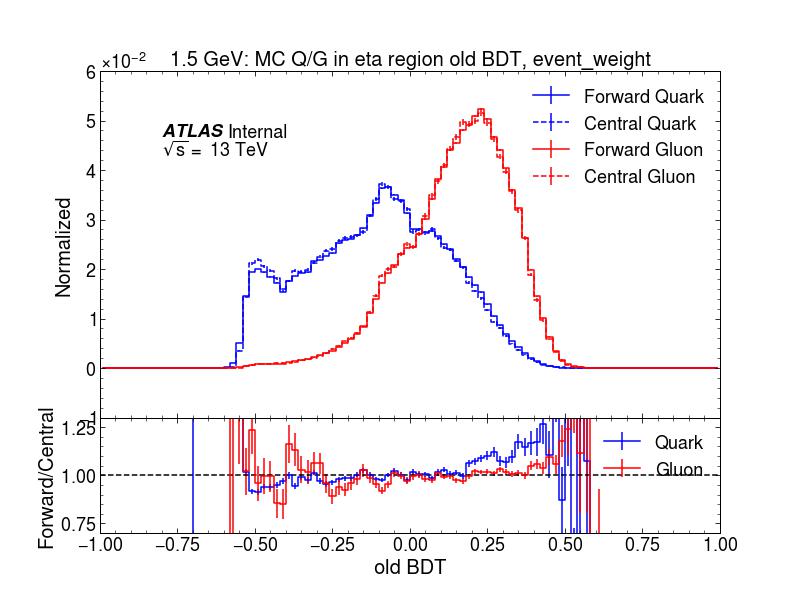 ×10⁻²
1.5 GeV: MC Q/G in eta region old BDT, event_weight
6
5
4
3
2
1
0
−1
Normalized
ATLAS Internal
√s = 13 TeV
Forward Quark
Central Quark
Forward Gluon
Central Gluon
1.25
1.00
0.75
Forward/Central
Quark
Gluon
−1.00 −0.75 −0.50 −0.25 0.00 0.25 0.50 0.75 1.00
old BDT